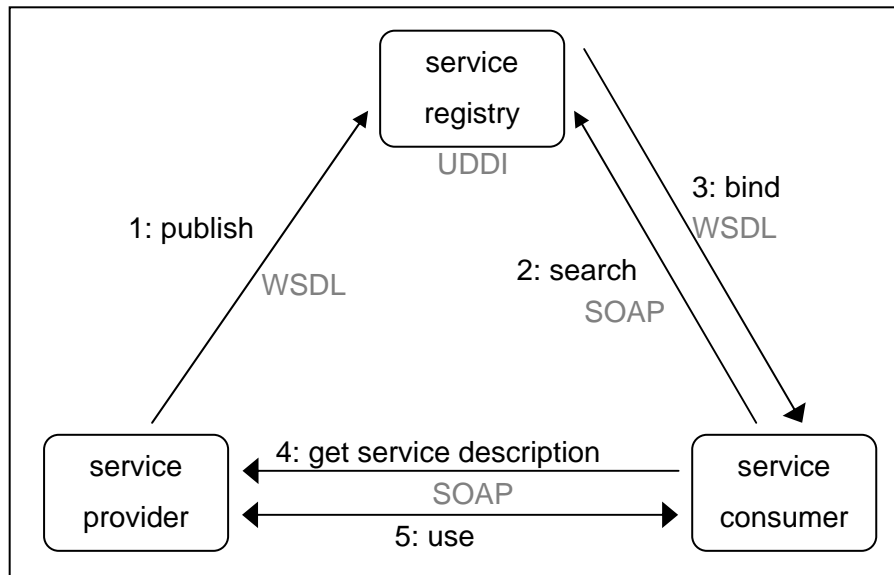 service
registry
UDDI
1: publish
WSDL
3: bind
WSDL
2: search
SOAP
service
provider
4: get service description
SOAP
5: use
service
consumer